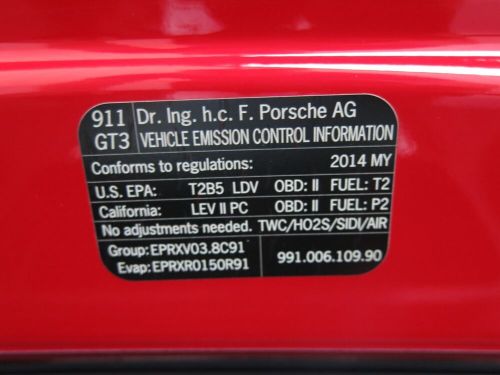 911 Dr. Ing. h.c. F. Porsche AG
GT3 VEHICLE EMISSION CONTROL INFORMATION
Conforms to regulations: 2014 MY
U.S. EPA: T2B5 LDV OBD: II FUEL: T2
California: LEV II PC OBD: II FUEL: P2
No adjustments needed. TWC/HO2S/SIDI/AIR
Group:EPRXV03.8C91
Evap:EPRXR0150R91
991.006.109.90